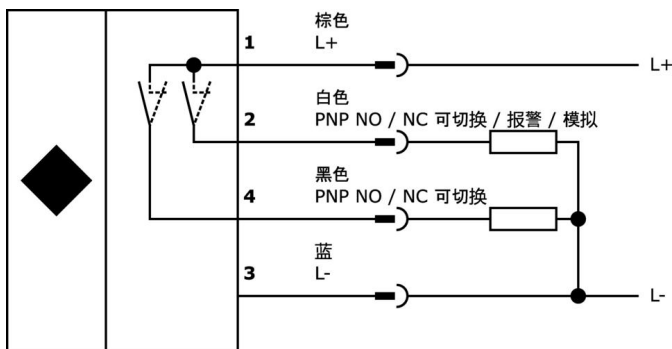 棕色
1 L+
L+
白色
2 PNP NO / NC 可切换 / 报警 / 模拟
黑色
4 PNP NO / NC 可切换
蓝
3 L-
L-